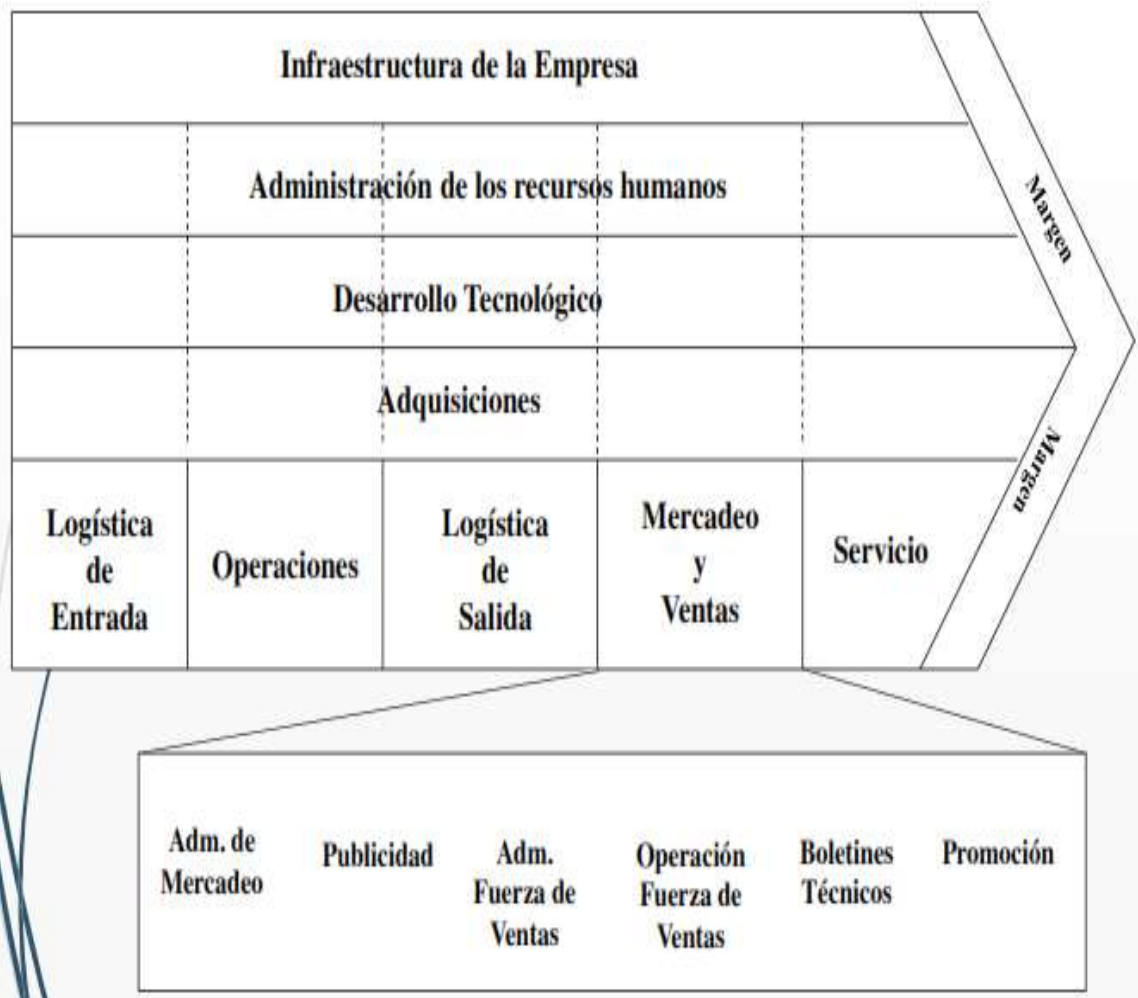 Infraestructura de la Empresa
Administración de los recursos humanos
Desarrollo Tecnológico
Adquisiciones
Margen
Margen
Logística
de
Entrada
Operaciones
Logística
de
Salida
Mercadeo
y
Ventas
Servicio
Adm. de
Mercadeo
Publicidad
Adm.
Fuerza de
Ventas
Operación
Fuerza de
Ventas
Boletines
Técnicos
Promoción